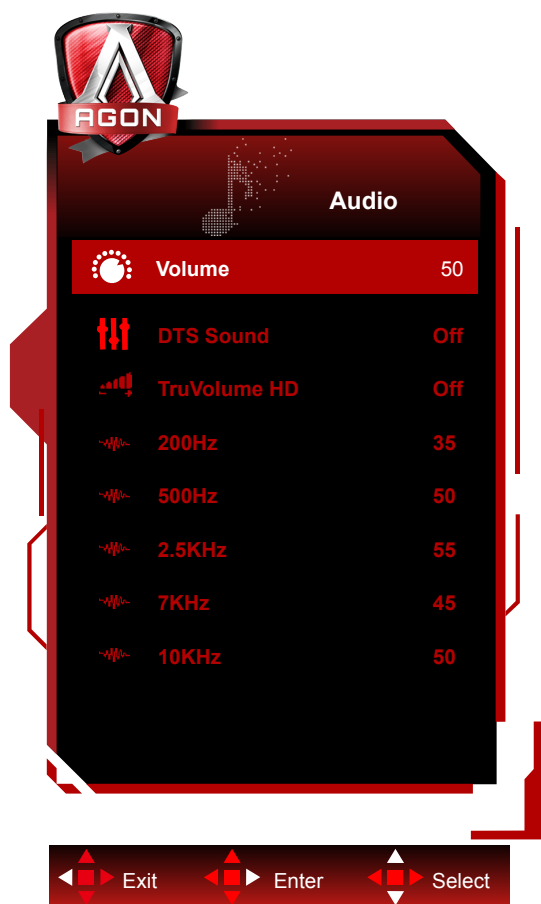 AGON
Audio
Volume 50
DTS Sound Off
TruVolume HD Off
200Hz 35
500Hz 50
2.5KHz 55
7KHz 45
10KHz 50
Exit Enter Select